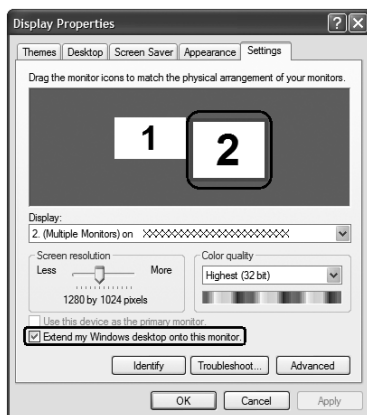 Display Properties
Themes Desktop Screen Saver Appearance Settings
Drag the monitor icons to match the physical arrangement of your monitors.
1 2
Display:
2. (Multiple Monitors) on XXXXXXXXXXXXXXXXXXXXXX
Screen resolution Color quality
Less More Highest (32 bit)
1280 by 1024 pixels
Use this device as the primary monitor.
Extend my Windows desktop onto this monitor.
Identify Troubleshoot... Advanced
OK Cancel Apply